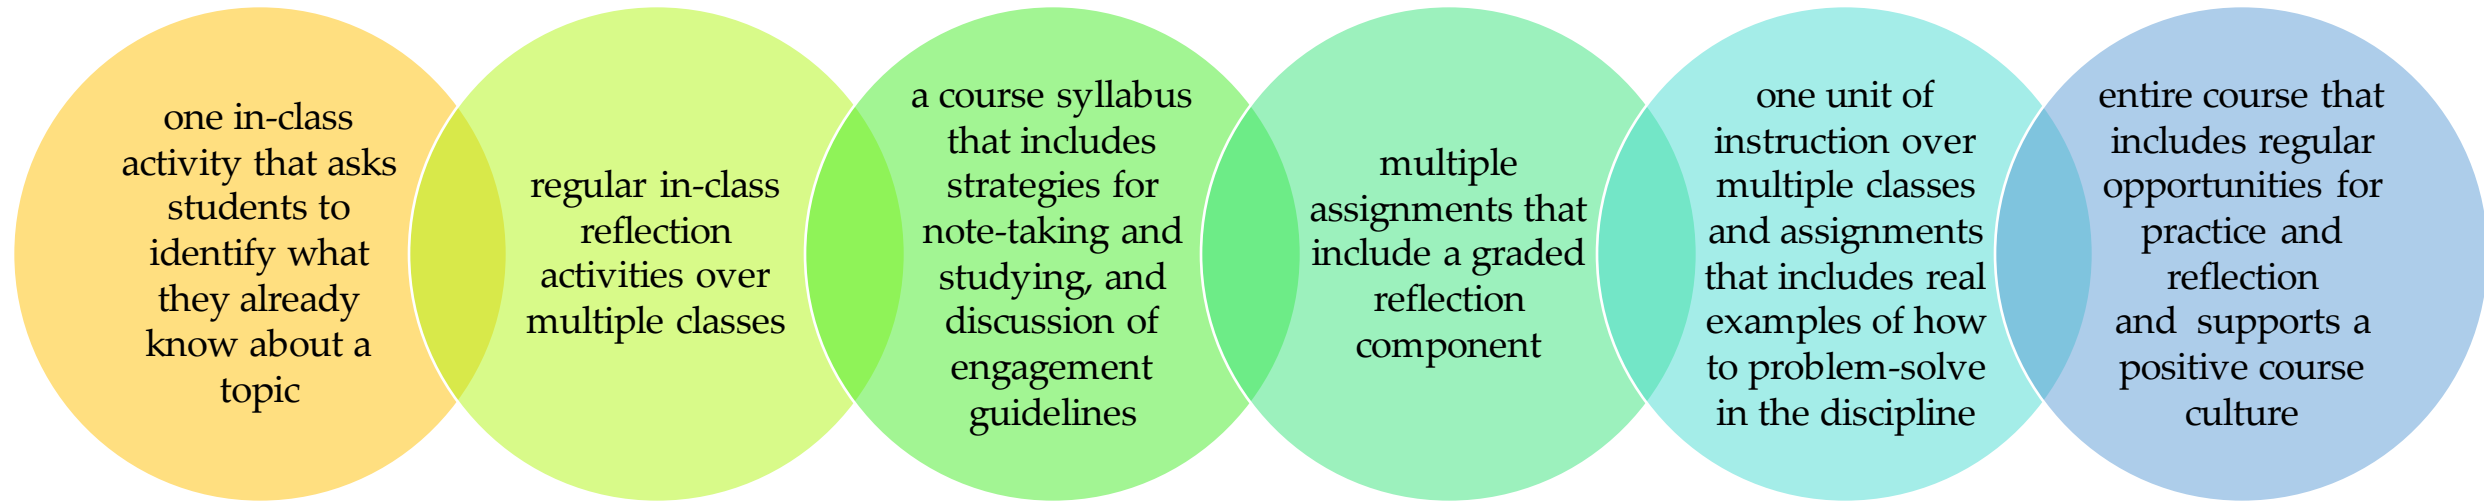 one in-class
activity that asks
students to
identify what
they already
know about a
topic
regular in-class
reflection
activities over
multiple classes
a course syllabus
that includes
strategies for
note-taking and
studying, and
discussion of
engagement
guidelines
multiple
assignments that
include a graded
reflection
component
one unit of
instruction over
multiple classes
and assignments
that includes real
examples of how
to problem-solve
in the discipline
entire course that
includes regular
opportunities for
practice and
reflection
and  supports a
positive course
culture